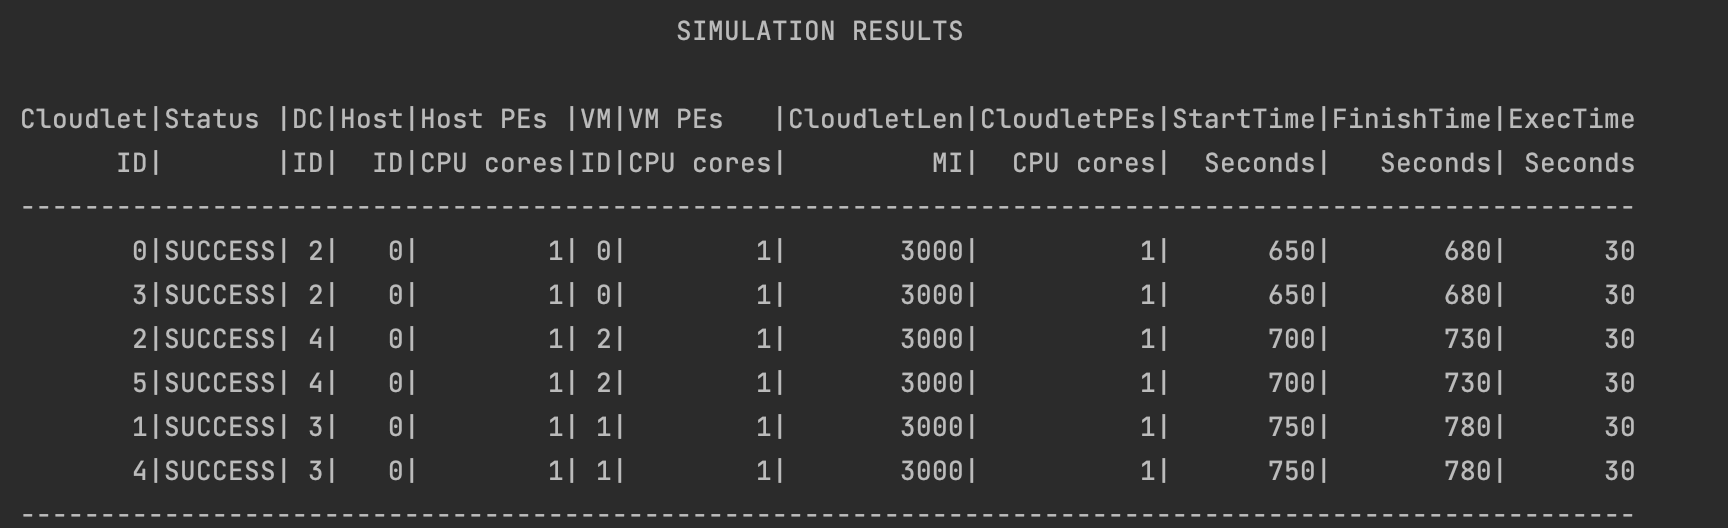 SIMULATION RESULTS
Cloudlet|Status |DC|Host|Host PEs |VM|VM PEs   |CloudletLen|CloudletPEs|StartTime|FinishTime|ExecTime
      ID|       |ID|  ID|CPU cores|ID|CPU cores|         MI|  CPU cores|  Seconds|   Seconds| Seconds
-----------------------------------------------------------------------------------------------------
       0|SUCCESS| 2|   0|        1| 0|        1|       3000|          1|      650|       680|      30
       3|SUCCESS| 2|   0|        1| 0|        1|       3000|          1|      650|       680|      30
       2|SUCCESS| 4|   0|        1| 2|        1|       3000|          1|      700|       730|      30
       5|SUCCESS| 4|   0|        1| 2|        1|       3000|          1|      700|       730|      30
       1|SUCCESS| 3|   0|        1| 1|        1|       3000|          1|      750|       780|      30
       4|SUCCESS| 3|   0|        1| 1|        1|       3000|          1|      750|       780|      30
-----------------------------------------------------------------------------------------------------